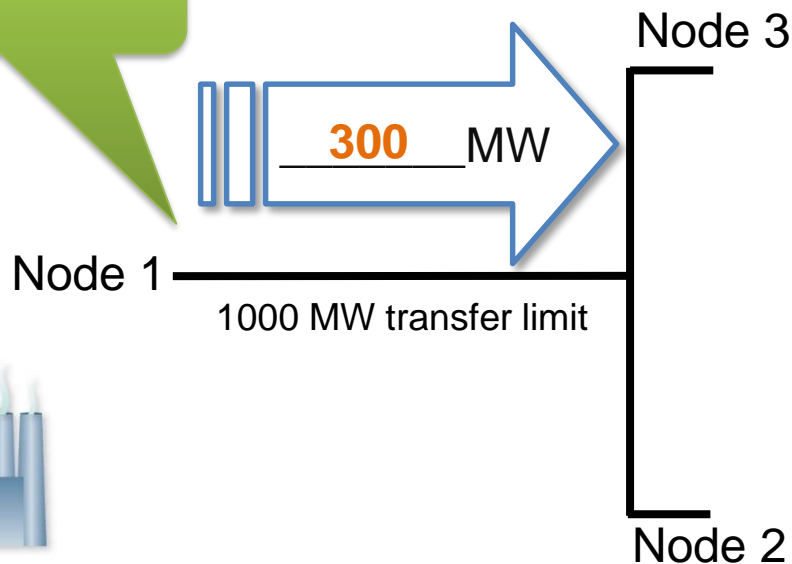 Node 3
300 MW
Node 1
1000 MW transfer limit
Node 2